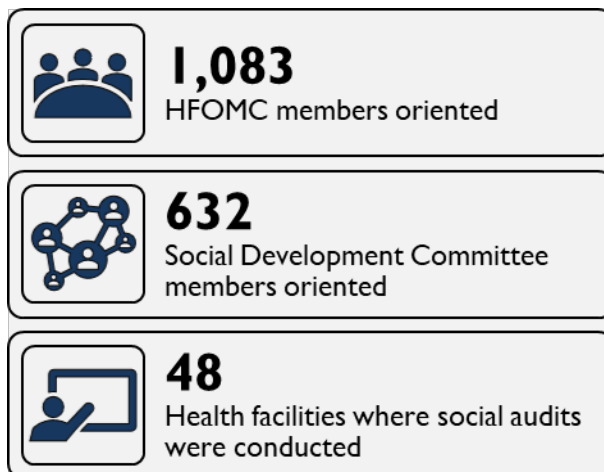 1,083
HFOMC members oriented
632
Social Development Committee
members oriented
48
Health facilities where social audits
were conducted